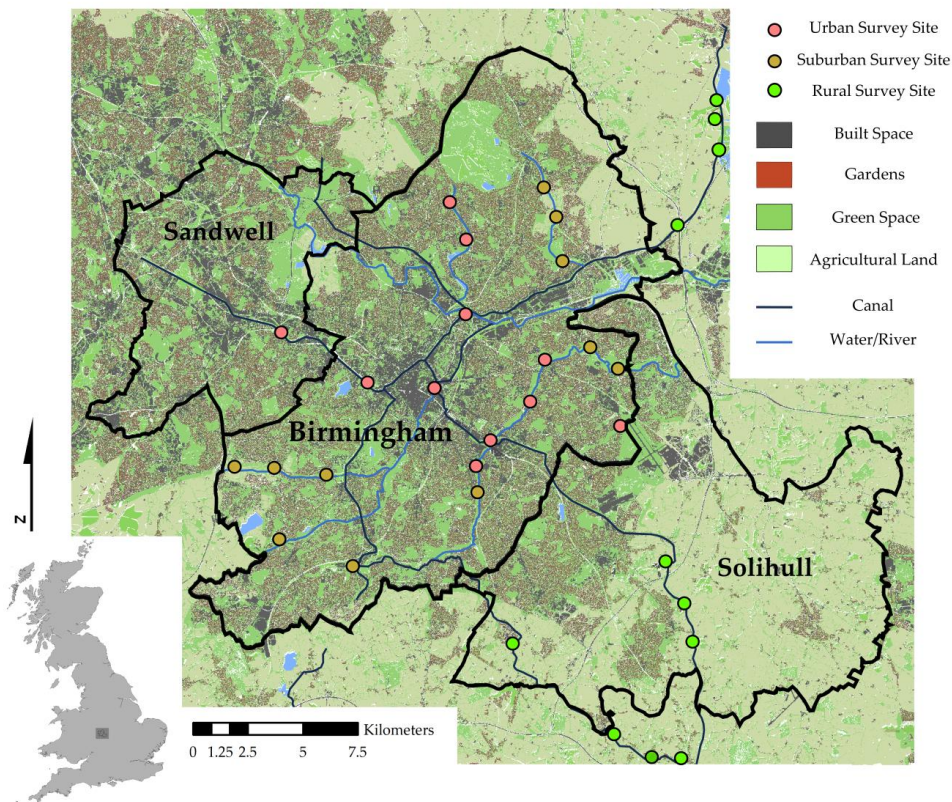 Urban Survey Site
Suburban Survey Site
Rural Survey Site
Built Space
Gardens
Green Space
Agricultural Land
Canal
Water/River
Sandwell
Birmingham
Solihull
N
Kilometers
0 1.25 2.5 5 7.5